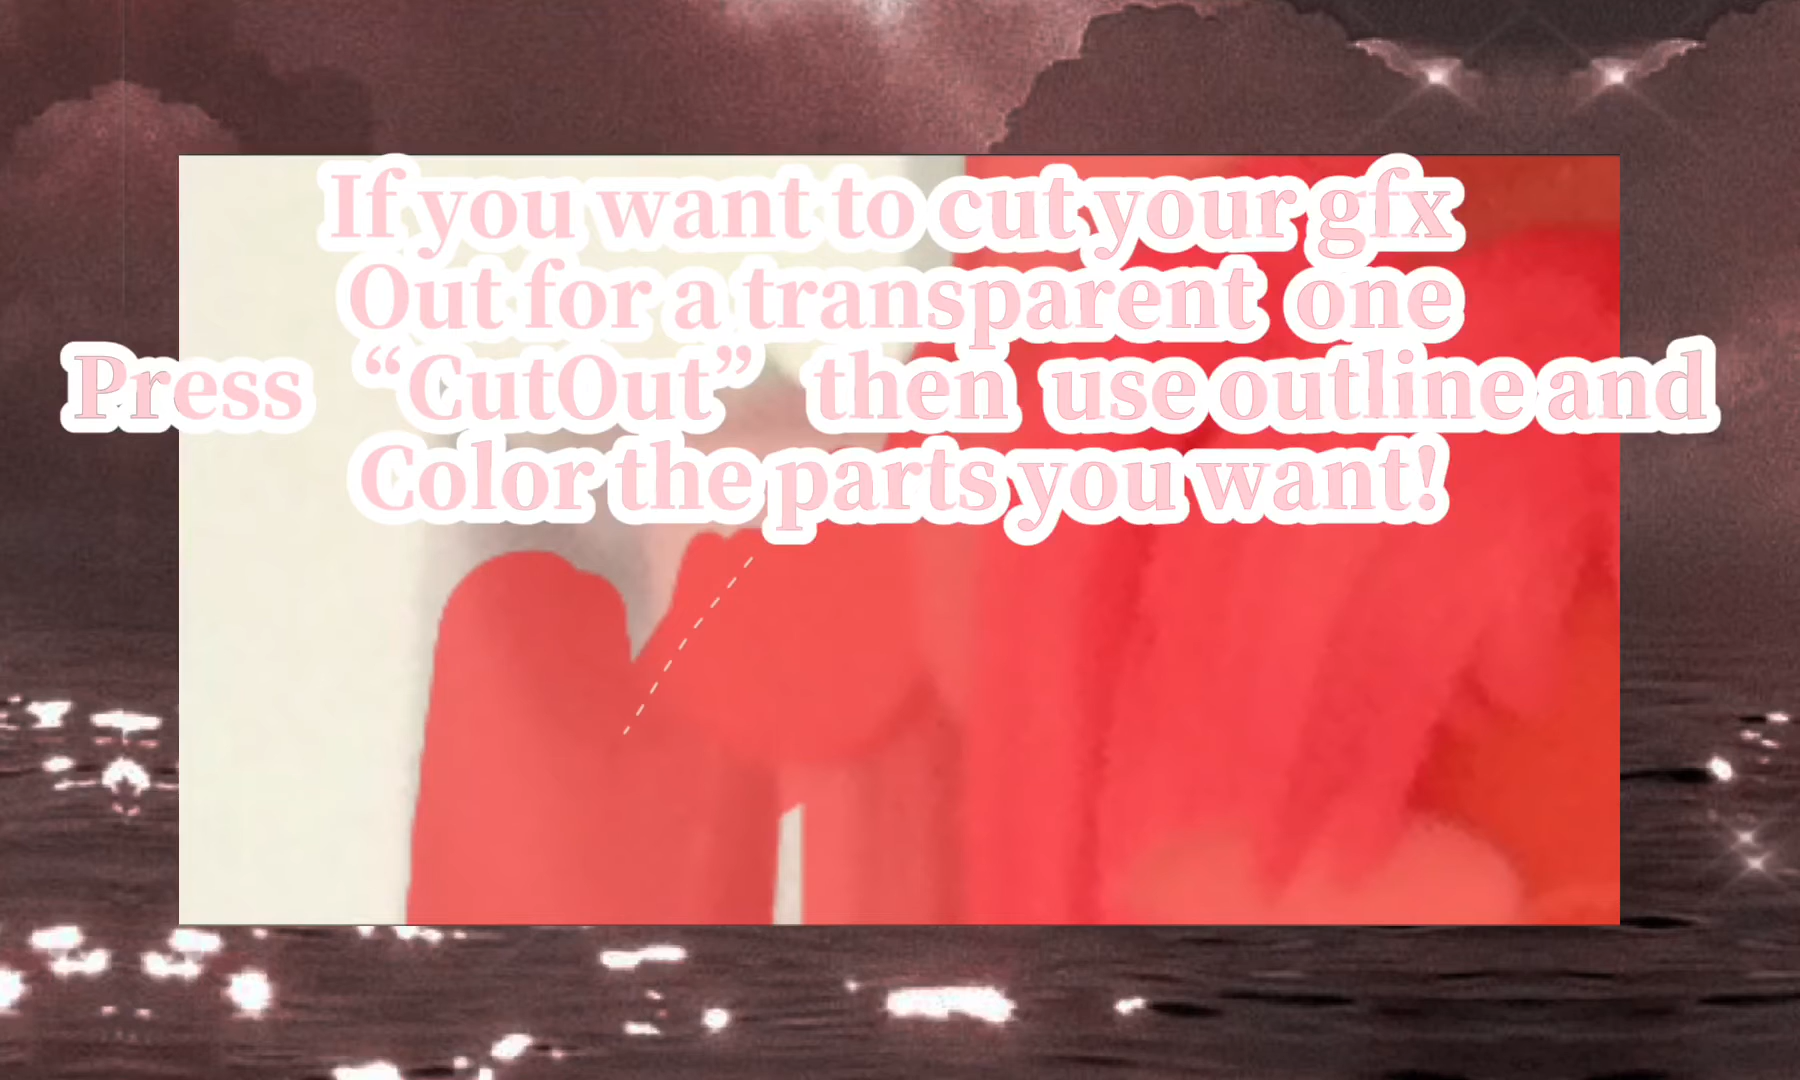 If you want to cut your gfx
Out for a transparent one
Press “CutOut” then use outline and
Color the parts you want!